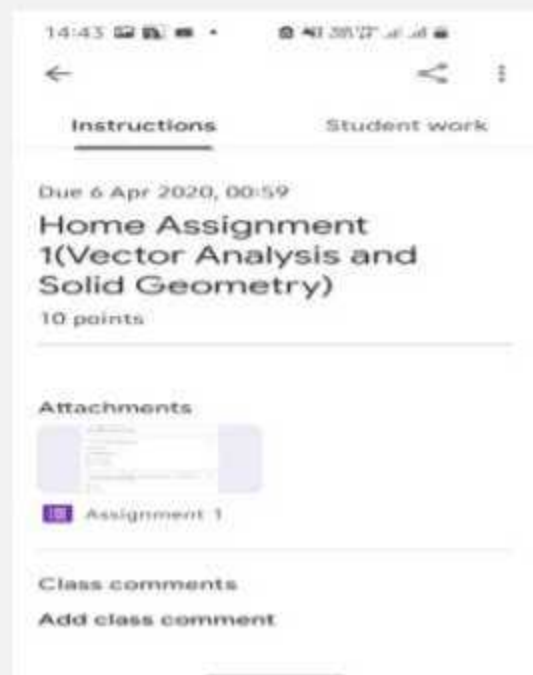 14:43
Instructions Student work
Due 6 Apr 2020, 00:59
Home Assignment
1(Vector Analysis and
Solid Geometry)
10 points
Attachments
Assignment 1
Class comments
Add class comment